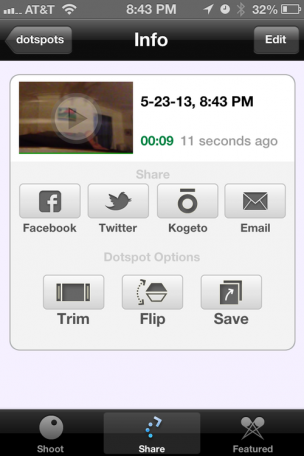 AT&T 8:43 PM 32%
dotspots Info Edit
5-23-13, 8:43 PM
00:09 11 seconds ago
Share
Facebook Twitter Kogeto Email
Dotspot Options
Trim Flip Save
Shoot Share Featured